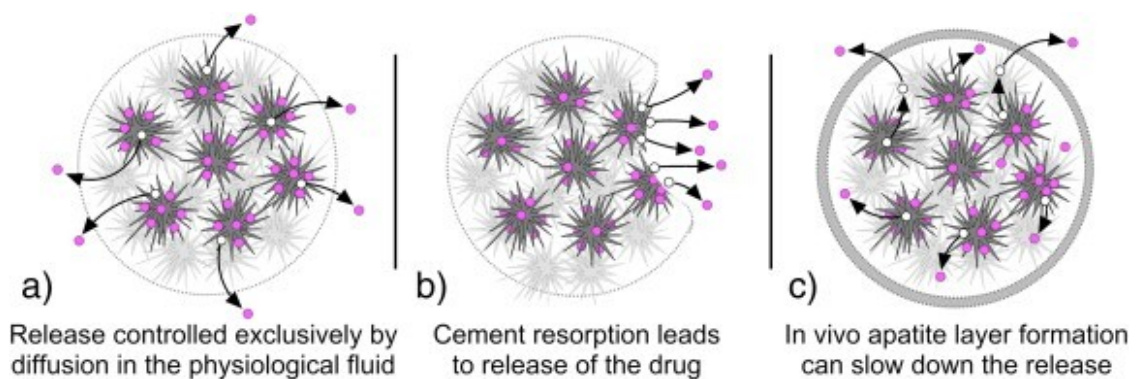 a)
Release controlled exclusively by
diffusion in the physiological fluid
b)
Cement resorption leads
to release of the drug
c)
In vivo apatite layer formation
can slow down the release